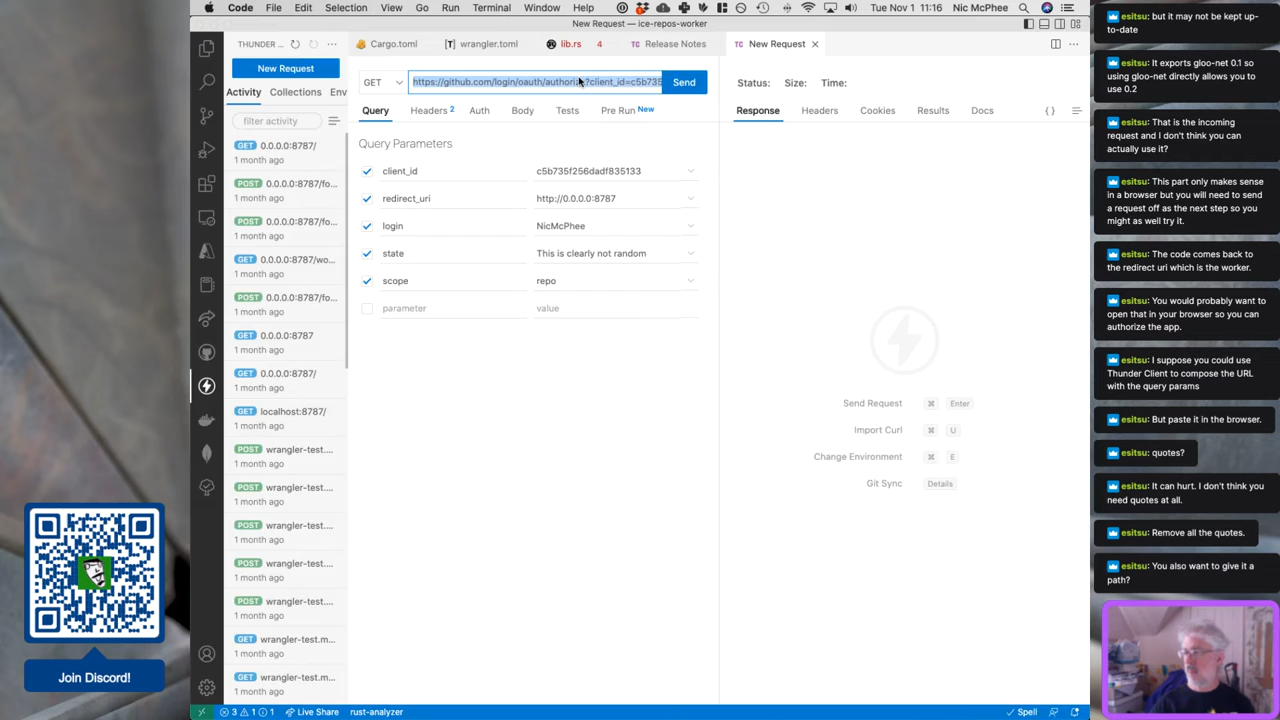 Code File Edit Selection View Go Run Terminal Window Help Tue Nov 1 11:16 Nic McPhee
New Request — ice-repos-worker
THUNDER ... 
Cargo.toml wrangler.toml lib.rs 4 TC Release Notes TC New Request
New Request
GET https://github.com/login/oauth/authorize?client_id=c5b735 Send
Status: Size: Time:
Activity Collections Env
Query Headers 2 Auth Body Tests Pre Run New
Response Headers Cookies Results Docs
filter activity
Query Parameters
client_id c5b735f256dadf835133
redirect_uri http://0.0.0.0:8787
login NicMcPhee
state This is clearly not random
scope repo
parameter value
GET 0.0.0.0:8787/
1 month ago
POST 0.0.0.0:8787/fo...
1 month ago
POST 0.0.0.0:8787/fo...
1 month ago
GET 0.0.0.0:8787/wo...
1 month ago
POST 0.0.0.0:8787/fo...
1 month ago
GET 0.0.0.0:8787
1 month ago
GET 0.0.0.0:8787/
1 month ago
GET localhost:8787/
1 month ago
POST wrangler-test....
1 month ago
POST wrangler-test....
1 month ago
POST wrangler-test....
1 month ago
POST wrangler-test....
1 month ago
POST wrangler-test....
1 month ago
GET wrangler-test.m...
1 month ago
GET wrangler-test.m...
1 month ago
Send Request ⌘ Enter
Import Curl ⌘ U
Change Environment ⌘ E
Git Sync Details
3 1 1 Live Share rust-analyzer Spell
Join Discord!
esitsu: but it may not be kept up-
to-date
esitsu: It exports gloo-net 0.1 so
using gloo-net directly allows you to
use 0.2
esitsu: That is the incoming
request and I don't think you can
actually use it?
esitsu: This part only makes sense
in a browser but you will need to send
a request off as the next step so you
might as well try it.
esitsu: The code comes back to
the redirect uri which is the worker.
esitsu: You would probably want to
open that in your browser so you can
authorize the app.
esitsu: I suppose you could use
Thunder Client to compose the URL
with the query params
esitsu: But paste it in the browser.
esitsu: quotes?
esitsu: It can hurt. I don't think you
need quotes at all.
esitsu: Remove all the quotes.
esitsu: You also want to give it a
path?